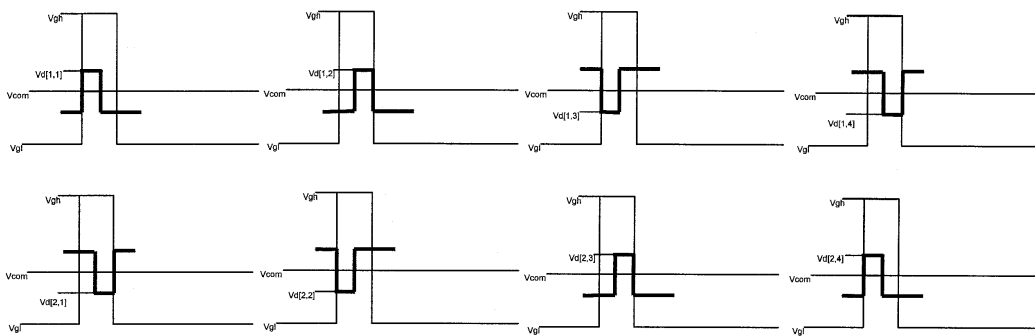 Vgh
Vd[1,1]
Vcom
Vgl
Vgh
Vd[1,2]
Vcom
Vgl
Vgh
Vcom
Vd[1,3]
Vgl
Vgh
Vcom
Vd[1,4]
Vgl
Vgh
Vcom
Vd[2,1]
Vgl
Vgh
Vcom
Vd[2,2]
Vgl
Vgh
Vd[2,3]
Vcom
Vgl
Vgh
Vd[2,4]
Vcom
Vgl